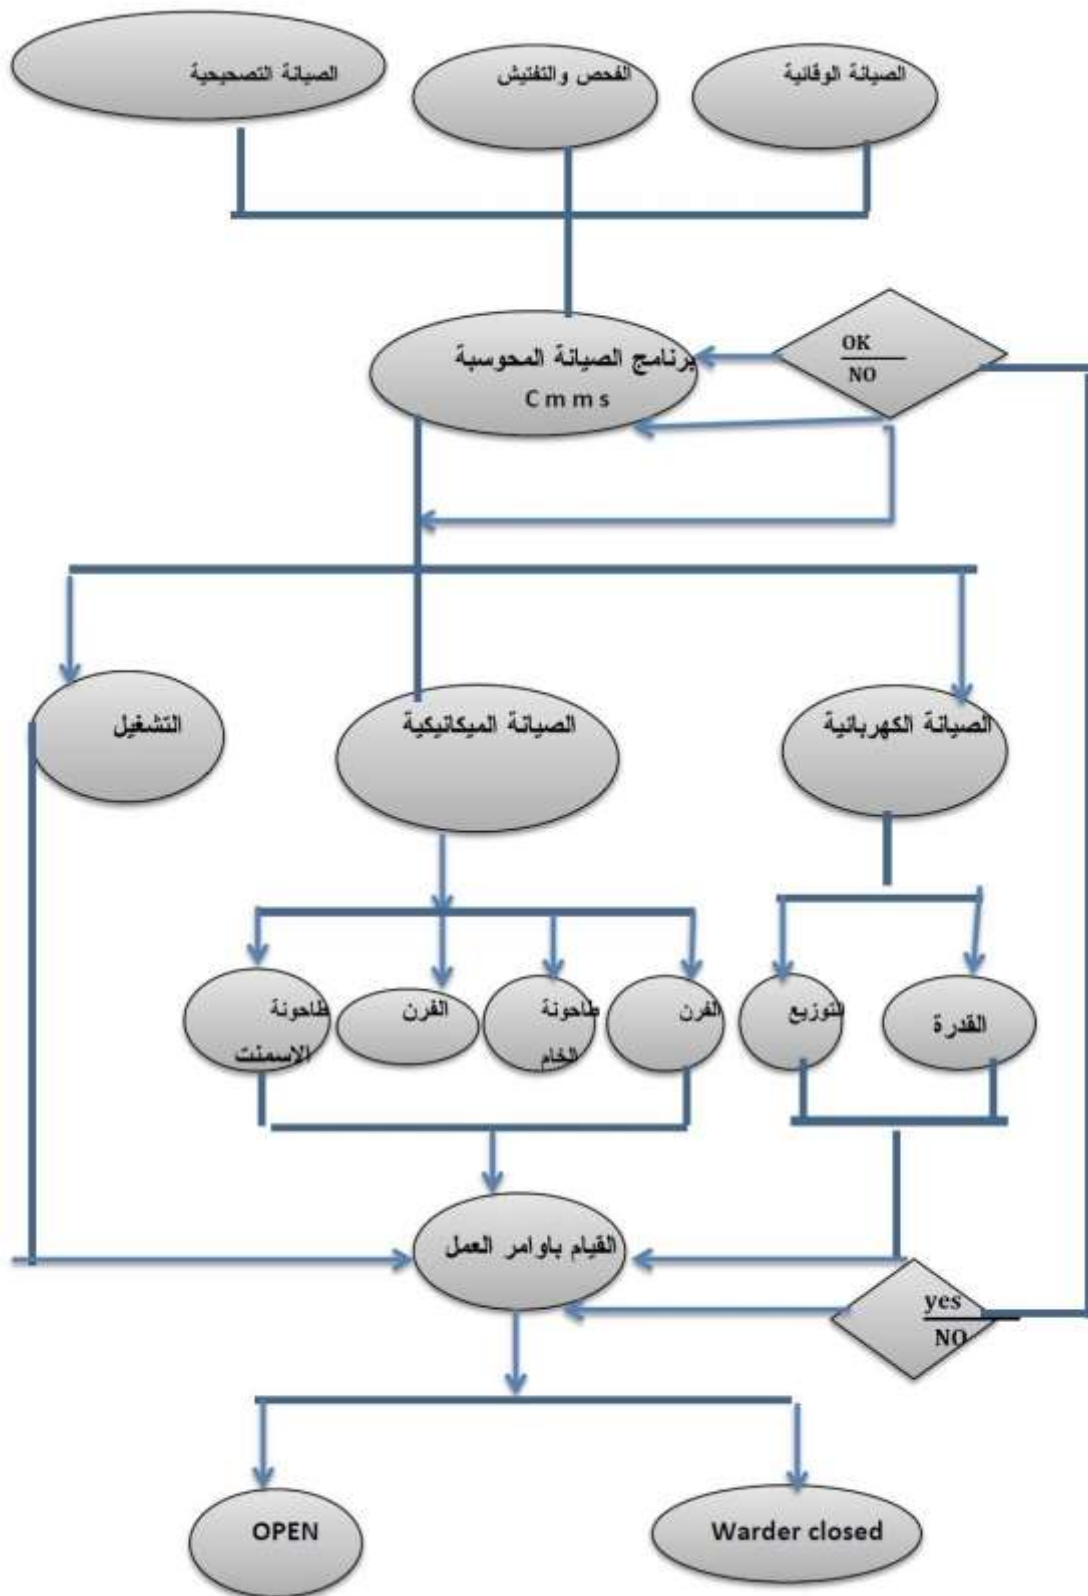 الصيانة الوقائية
الفحص والتفتيش
الصيانة التصحيحية
برنامج الصيانة المحوسبة
C m m s
OK
NO
الصيانة الكهربائية
الصيانة الميكانيكية
التشغيل
القدرة
التوزيع
الفرن
طاحونة
الخام
الفرن
طاحونة
الاسمنت
القيام باوامر العمل
yes
NO
OPEN
Warder closed